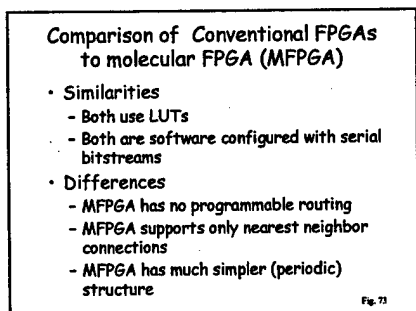 Comparison of Conventional FPGAs
to molecular FPGA (MFPGA)
• Similarities
- Both use LUTs
- Both are software configured with serial
bitstreams
• Differences
- MFPGA has no programmable routing
- MFPGA supports only nearest neighbor
connections
- MFPGA has much simpler (periodic)
structure
Fig. 73